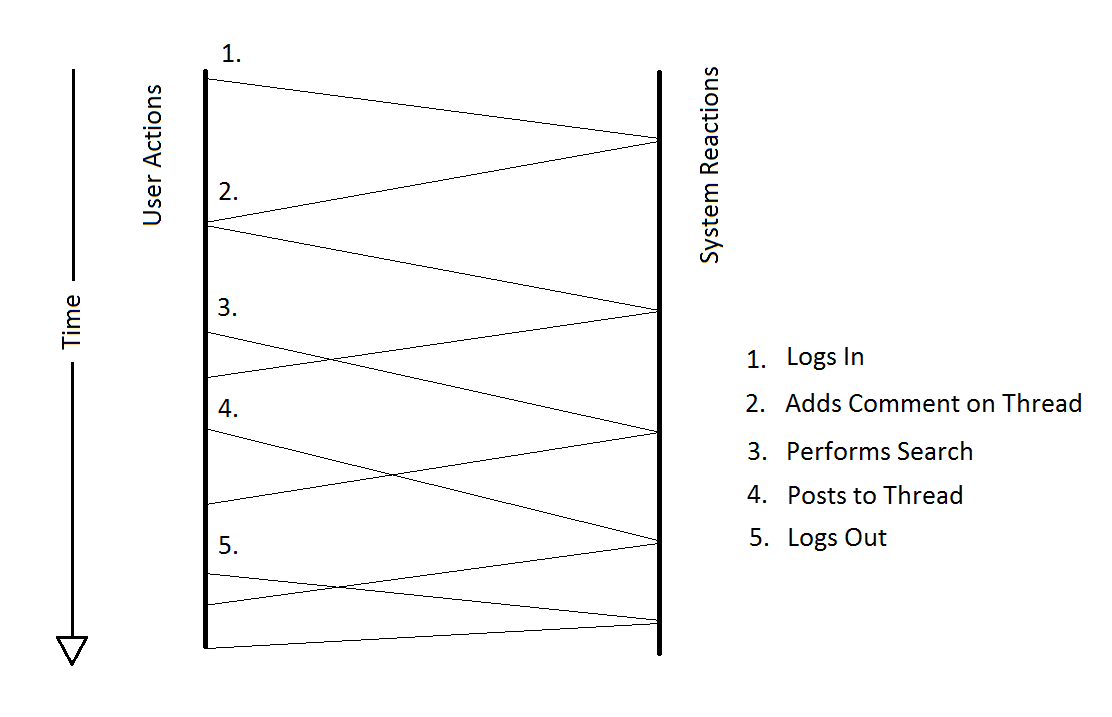 1.
User Actions
System Reactions
2.
Time
3.
4.
5.
1. Logs In
2. Adds Comment on Thread
3. Performs Search
4. Posts to Thread
5. Logs Out